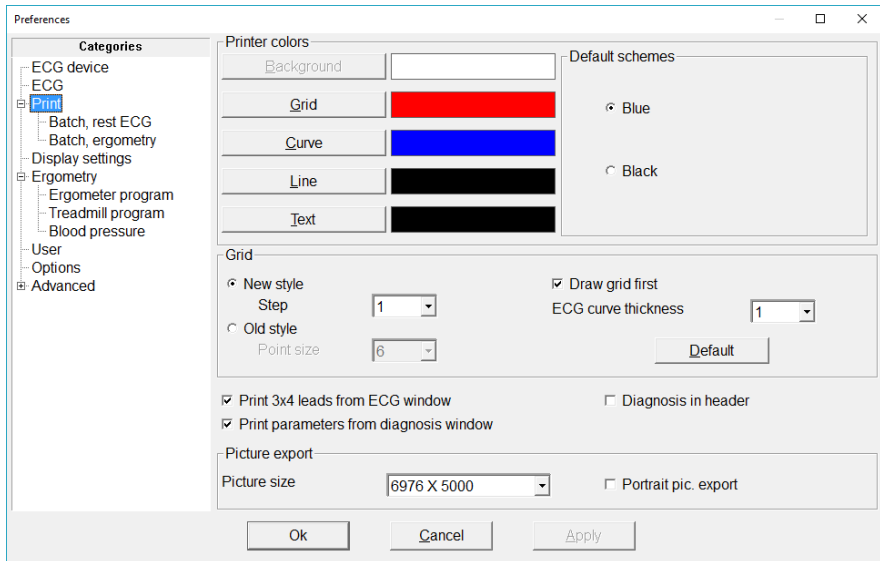 Preferences
Categories
ECG device
ECG
Print
Batch, rest ECG
Batch, ergometry
Display settings
Ergometry
Ergometer program
Treadmill program
Blood pressure
User
Options
Advanced
Printer colors
Background
Grid
Curve
Line
Text
Default schemes
Blue
Black
Grid
New style
Step 1
Old style
Point size 6
Draw grid first
ECG curve thickness 1
Default
Print 3x4 leads from ECG window
Diagnosis in header
Print parameters from diagnosis window
Picture export
Picture size 6976 X 5000
Portrait pic. export
Ok Cancel Apply